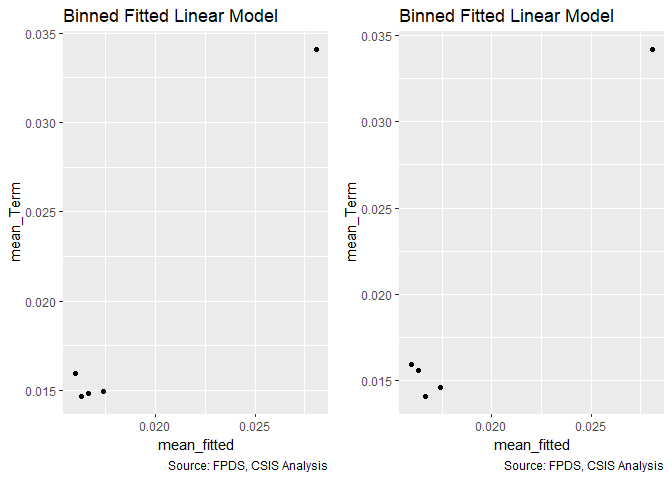 Binned Fitted Linear Model
0.035
0.030
0.025
0.020
0.015
mean_Term
0.020 0.025
mean_fitted
Source: FPDS, CSIS Analysis
Binned Fitted Linear Model
0.035
0.030
0.025
0.020
0.015
mean_Term
0.020 0.025
mean_fitted
Source: FPDS, CSIS Analysis